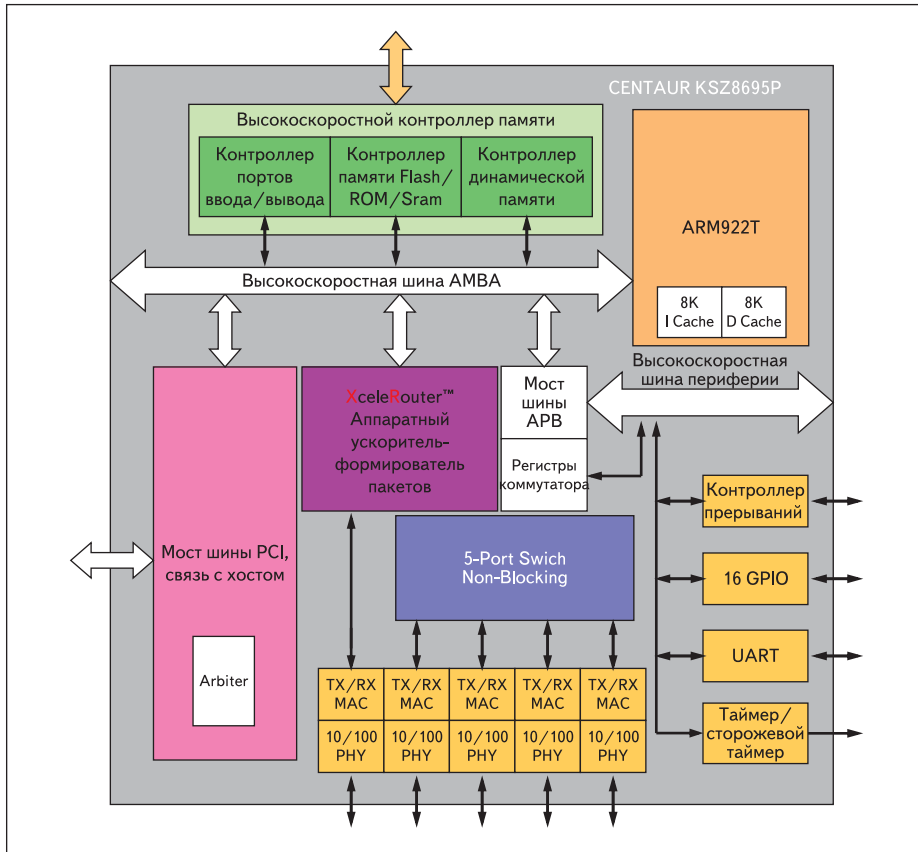 CENTAUR KSZ8695P
Высокоскоростной контроллер памяти
Контроллер
портов
ввода/вывода
Контроллер
памяти Flash/
ROM/Sram
Контроллер
динамической
памяти
ARM922T
8K
I Cache
8K
D Cache
Высокоскоростная шина AMBA
Высокоскоростная
шина периферии
Мост шины PCI,
связь с хостом
Arbiter
XceleRouter™
Аппаратный
ускоритель-
формирователь
пакетов
Мост
шины
APB
Регистры
коммутатора
5-Port Swich
Non-Blocking
Контроллер
прерываний
16 GPIO
UART
Таймер/
сторожевой
таймер
TX/RX
MAC
TX/RX
MAC
TX/RX
MAC
TX/RX
MAC
TX/RX
MAC
10/100
PHY
10/100
PHY
10/100
PHY
10/100
PHY
10/100
PHY